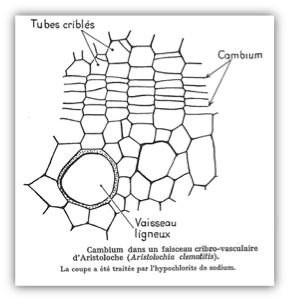 Tubes criblés
Cambium
Vaisseau
ligneux
Cambium dans un faisceau cribro-vasculaire
d'Aristoloche (Aristolochia clematitis).
La coupe a été traitée par l'hypochlorite de sodium.